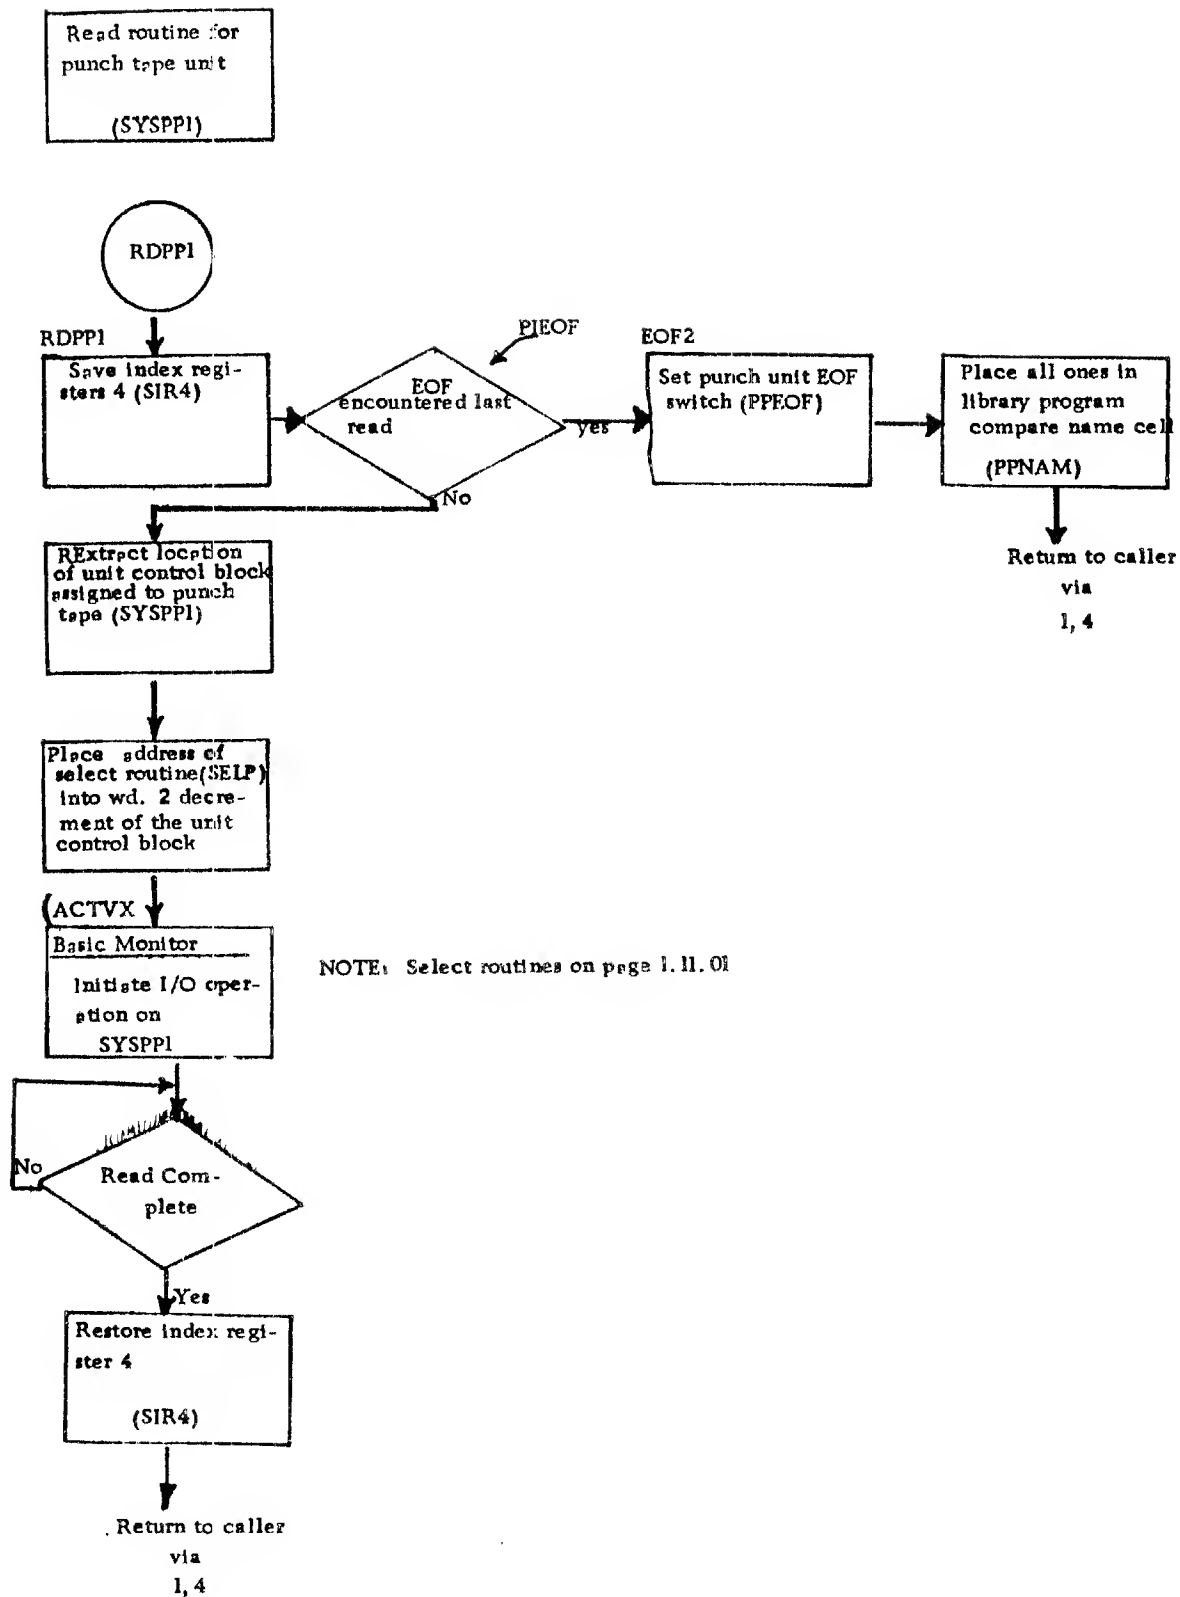 Read routine for
punch tape unit
(SYSPP1)
RDPP1
RDPP1
Save index regi-
sters 4 (SIR4)
PIEOF
EOF
encountered last
read
yes
No
EOF2
Set punch unit EOF
switch (PPEOF)
Place all ones in
library program
compare name cell
(PPNAM)
Return to caller
via
1, 4
RExtract location
of unit control block
assigned to punch
tape (SYSPP1)
Place address of
select routine(SELP)
into wd. 2 decre-
ment of the unit
control block
(ACTVX
Basic Monitor
Initiate I/O oper-
ation on
SYSPP1
NOTE: Select routines on page 1.11.01
No
Read Com-
plete
Yes
Restore index regi-
ster 4
(SIR4)
Return to caller
via
1, 4